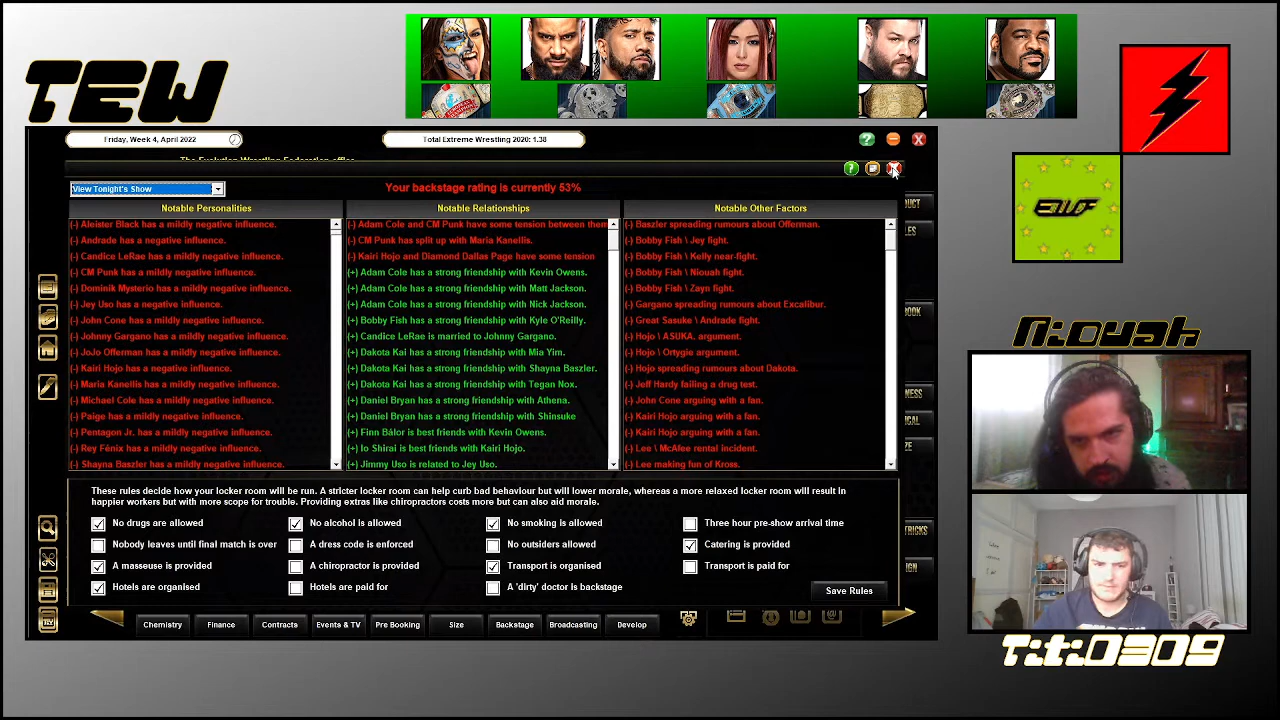 TEW
Friday, Week 4, April 2022
Total Extreme Wrestling 2020: 1.38
View Tonight's Show
Your backstage rating is currently 53%
Notable Personalities
(-) Aleister Black has a mildly negative influence.
(-) Andrade has a negative influence.
(-) Candice LeRae has a mildly negative influence.
(-) CM Punk has a mildly negative influence.
(-) Dominik Mysterio has a mildly negative influence.
(-) Jey Uso has a negative influence.
(-) John Cone has a mildly negative influence.
(-) Johnny Gargano has a mildly negative influence.
(-) JoJo Offerman has a mildly negative influence.
(-) Kairi Hojo has a negative influence.
(-) Maria Kanellis has a mildly negative influence.
(-) Michael Cole has a mildly negative influence.
(-) Paige has a mildly negative influence.
(-) Pentagon Jr. has a mildly negative influence.
(-) Rey Fénix has a mildly negative influence.
(-) Shayna Baszler has a mildly negative influence.
Notable Relationships
(-) Adam Cole and CM Punk have some tension between them
(-) CM Punk has split up with Maria Kanellis.
(-) Kairi Hojo and Diamond Dallas Page have some tension
(+) Adam Cole has a strong friendship with Kevin Owens.
(+) Adam Cole has a strong friendship with Matt Jackson.
(+) Adam Cole has a strong friendship with Nick Jackson.
(+) Bobby Fish has a strong friendship with Kyle O'Reilly.
(+) Candice LeRae is married to Johnny Gargano.
(+) Dakota Kai has a strong friendship with Mia Yim.
(+) Dakota Kai has a strong friendship with Shayna Baszler.
(+) Dakota Kai has a strong friendship with Tegan Nox.
(+) Daniel Bryan has a strong friendship with Athena.
(+) Daniel Bryan has a strong friendship with Shinsuke
(+) Finn Bálor is best friends with Kevin Owens.
(+) Io Shirai is best friends with Kairi Hojo.
(+) Jimmy Uso is related to Jey Uso.
Notable Other Factors
(-) Baszler spreading rumours about Offerman.
(-) Bobby Fish \ Jey fight.
(-) Bobby Fish \ Kelly near-fight.
(-) Bobby Fish \ Niouah fight.
(-) Bobby Fish \ Zayn fight.
(-) Gargano spreading rumours about Excalibur.
(-) Great Sasuke \ Andrade fight.
(-) Hojo \ ASUKA. argument.
(-) Hojo \ Ortygie argument.
(-) Hojo spreading rumours about Dakota.
(-) Jeff Hardy failing a drug test.
(-) John Cone arguing with a fan.
(-) Kairi Hojo arguing with a fan.
(-) Kairi Hojo arguing with a fan.
(-) Lee \ McAfee rental incident.
(-) Lee making fun of Kross.
These rules decide how your locker room will be run. A stricter locker room can help curb bad behaviour but will lower morale, whereas a more relaxed locker room will result in
happier workers but with more scope for trouble. Providing extras like chiropractors costs more but can also aid morale.
No drugs are allowed
No alcohol is allowed
No smoking is allowed
Three hour pre-show arrival time
Nobody leaves until final match is over
A dress code is enforced
No outsiders allowed
Catering is provided
A masseuse is provided
A chiropractor is provided
Transport is organised
Transport is paid for
Hotels are organised
Hotels are paid for
A 'dirty' doctor is backstage
Save Rules
Chemistry
Finance
Contracts
Events & TV
Pre Booking
Size
Backstage
Broadcasting
Develop
EWF
N:ouah
T:t:0309